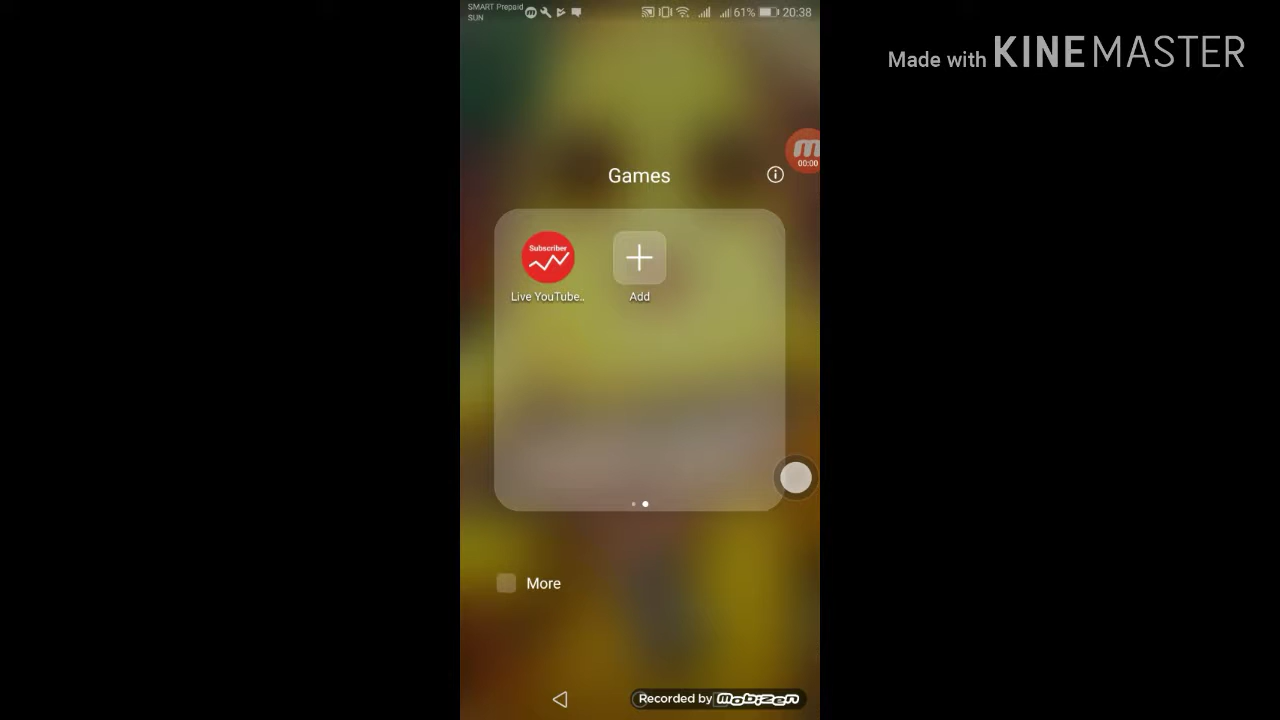 SMART Prepaid
SUN
61% 20:38
Made with KINEMASTER
00:00
Games
Subscriber
Live YouTube..
Add
More
Recorded by mobizen